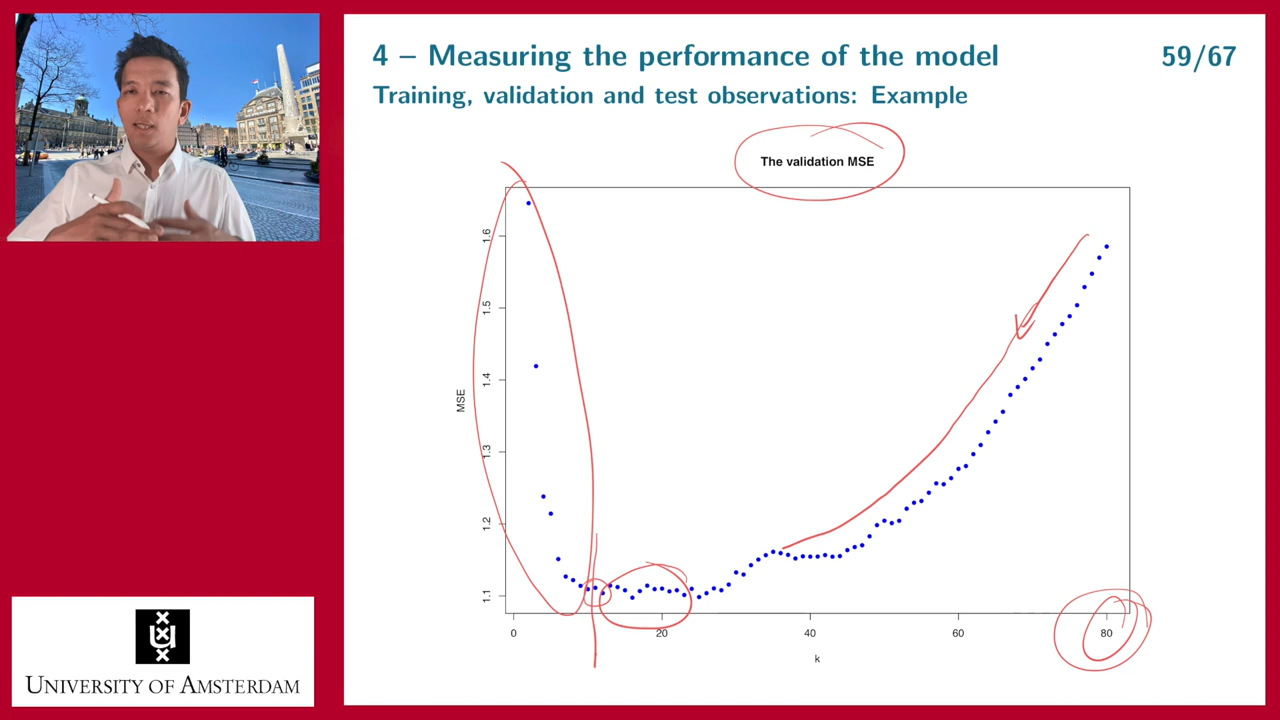 4 – Measuring the performance of the model 59/67
Training, validation and test observations: Example
The validation MSE
MSE
1.6
1.5
1.4
1.3
1.2
1.1
0 20 40 60 80
k
UNIVERSITY OF AMSTERDAM